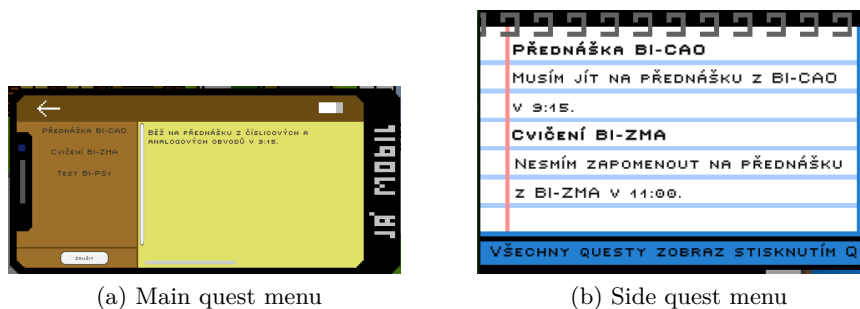 PŘEDNÁŠKA BI-CAO
CVIČENÍ BI-ZMA
TEST BI-PS1
ZRUŠIT
BĚŽ NA PŘEDNÁŠKU Z ČÍSLICOVÝCH A
ANALOGOVÝCH OBVODŮ V 9:15.
JÁ MOBIL
(a) Main quest menu
PŘEDNÁŠKA BI-CAO
MUSÍM JÍT NA PŘEDNÁŠKU Z BI-CAO
V 9:15.
CVIČENÍ BI-ZMA
NESMÍM ZAPOMENOUT NA PŘEDNÁŠKU
Z BI-ZMA V 11:00.
VŠECHNY QUESTY ZOBRAZ STISKNUTÍM Q
(b) Side quest menu